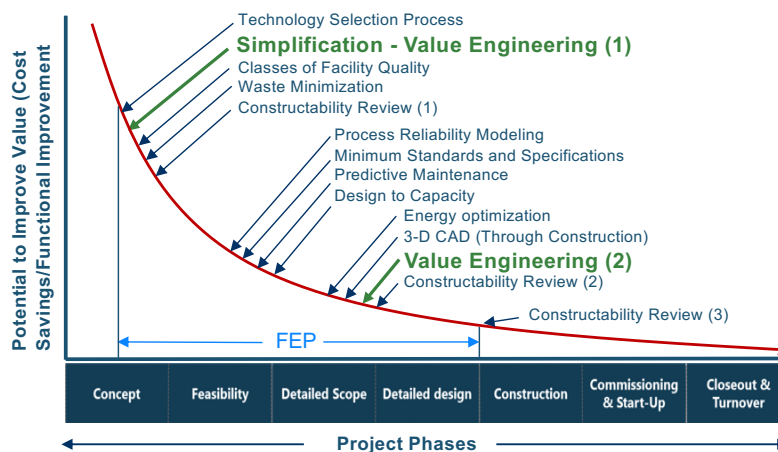 Technology Selection Process
Simplification - Value Engineering (1)
Classes of Facility Quality
Waste Minimization
Constructability Review (1)
Process Reliability Modeling
Minimum Standards and Specifications
Predictive Maintenance
Design to Capacity
Energy optimization
3-D CAD (Through Construction)
Value Engineering (2)
Constructability Review (2)
Constructability Review (3)
Potential to Improve Value (Cost
Savings/Functional Improvement
FEP
Concept
Feasibility
Detailed Scope
Detailed design
Construction
Commissioning
& Start-Up
Closeout &
Turnover
Project Phases